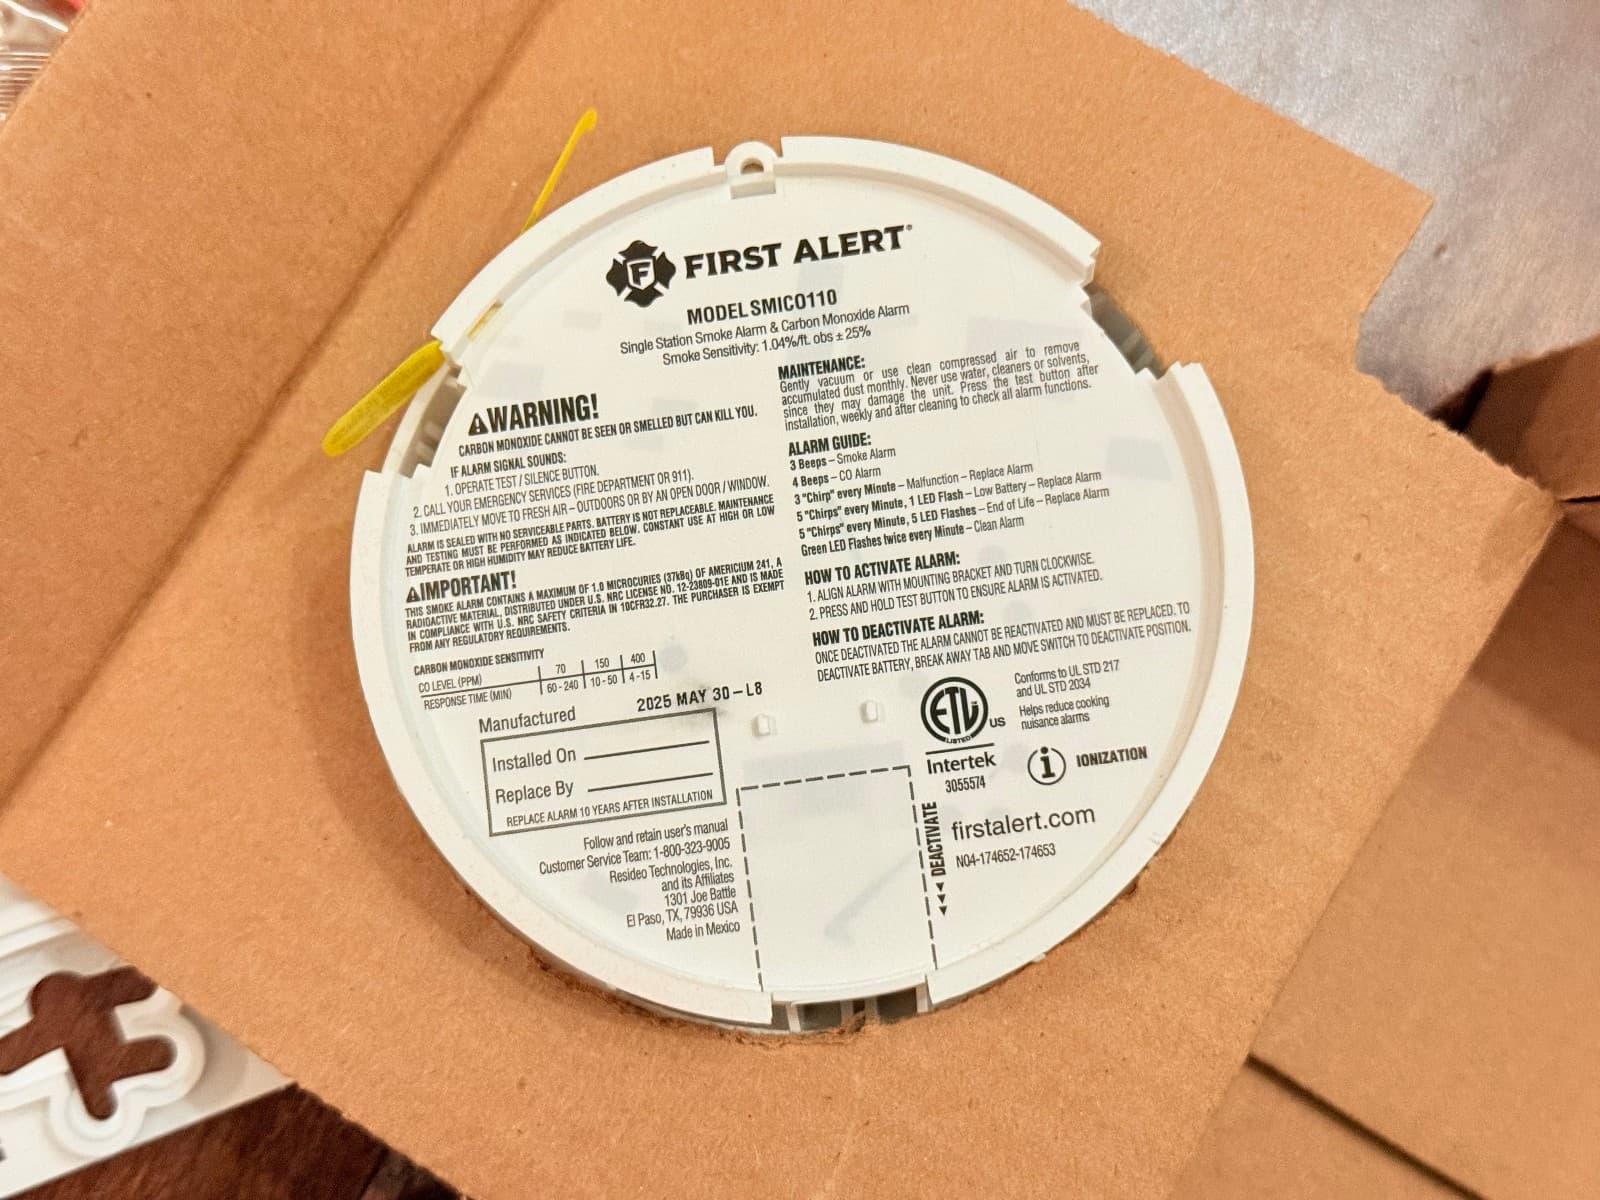 FIRST ALERT®
MODEL SMICO110
Single Station Smoke Alarm & Carbon Monoxide Alarm
Smoke Sensitivity: 1.04%/ft. obs ± 25%
WARNING!
CARBON MONOXIDE CANNOT BE SEEN OR SMELLED BUT CAN KILL YOU.
IF ALARM SIGNAL SOUNDS:
1. OPERATE TEST / SILENCE BUTTON.
2. CALL YOUR EMERGENCY SERVICES (FIRE DEPARTMENT OR 911).
3. IMMEDIATELY MOVE TO FRESH AIR – OUTDOORS OR BY AN OPEN DOOR / WINDOW.
ALARM IS SEALED WITH NO SERVICEABLE PARTS. BATTERY IS NOT REPLACEABLE. MAINTENANCE
AND TESTING MUST BE PERFORMED AS INDICATED BELOW. CONSTANT USE AT HIGH OR LOW
TEMPERATE OR HIGH HUMIDITY MAY REDUCE BATTERY LIFE.
IMPORTANT!
THIS SMOKE ALARM CONTAINS A MAXIMUM OF 1.0 MICROCURIES (37kBq) OF AMERICIUM 241, A
RADIOACTIVE MATERIAL, DISTRIBUTED UNDER U.S. NRC LICENSE NO. 12-23809-01E AND IS MADE
IN COMPLIANCE WITH U.S. NRC SAFETY CRITERIA IN 10CFR32.27. THE PURCHASER IS EXEMPT
FROM ANY REGULATORY REQUIREMENTS.
CARBON MONOXIDE SENSITIVITY
CO LEVEL (PPM) 70 150 400
RESPONSE TIME (MIN) 60 - 240 10 - 50 4 - 15
Manufactured 2025 MAY 30 – L8
Installed On
Replace By
REPLACE ALARM 10 YEARS AFTER INSTALLATION
Follow and retain user's manual
Customer Service Team: 1-800-323-9005
Resideo Technologies, Inc.
and its Affiliates
1301 Joe Battle
El Paso, TX, 79936 USA
Made in Mexico
MAINTENANCE:
Gently vacuum or use clean compressed air to remove
accumulated dust monthly. Never use water, cleaners or solvents,
since they may damage the unit. Press the test button after
installation, weekly and after cleaning to check all alarm functions.
ALARM GUIDE:
3 Beeps – Smoke Alarm
4 Beeps – CO Alarm
3 "Chirp" every Minute – Malfunction – Replace Alarm
5 "Chirps" every Minute, 1 LED Flash – Low Battery – Replace Alarm
5 "Chirps" every Minute, 5 LED Flashes – End of Life – Replace Alarm
Green LED Flashes twice every Minute – Clean Alarm
HOW TO ACTIVATE ALARM:
1. ALIGN ALARM WITH MOUNTING BRACKET AND TURN CLOCKWISE.
2. PRESS AND HOLD TEST BUTTON TO ENSURE ALARM IS ACTIVATED.
HOW TO DEACTIVATE ALARM:
ONCE DEACTIVATED THE ALARM CANNOT BE REACTIVATED AND MUST BE REPLACED. TO
DEACTIVATE BATTERY, BREAK AWAY TAB AND MOVE SWITCH TO DEACTIVATE POSITION.
ETL
LISTED
US
Intertek
3055574
Conforms to UL STD 217
and UL STD 2034
Helps reduce cooking
nuisance alarms
i IONIZATION
DEACTIVATE
firstalert.com
N04-174652-174653